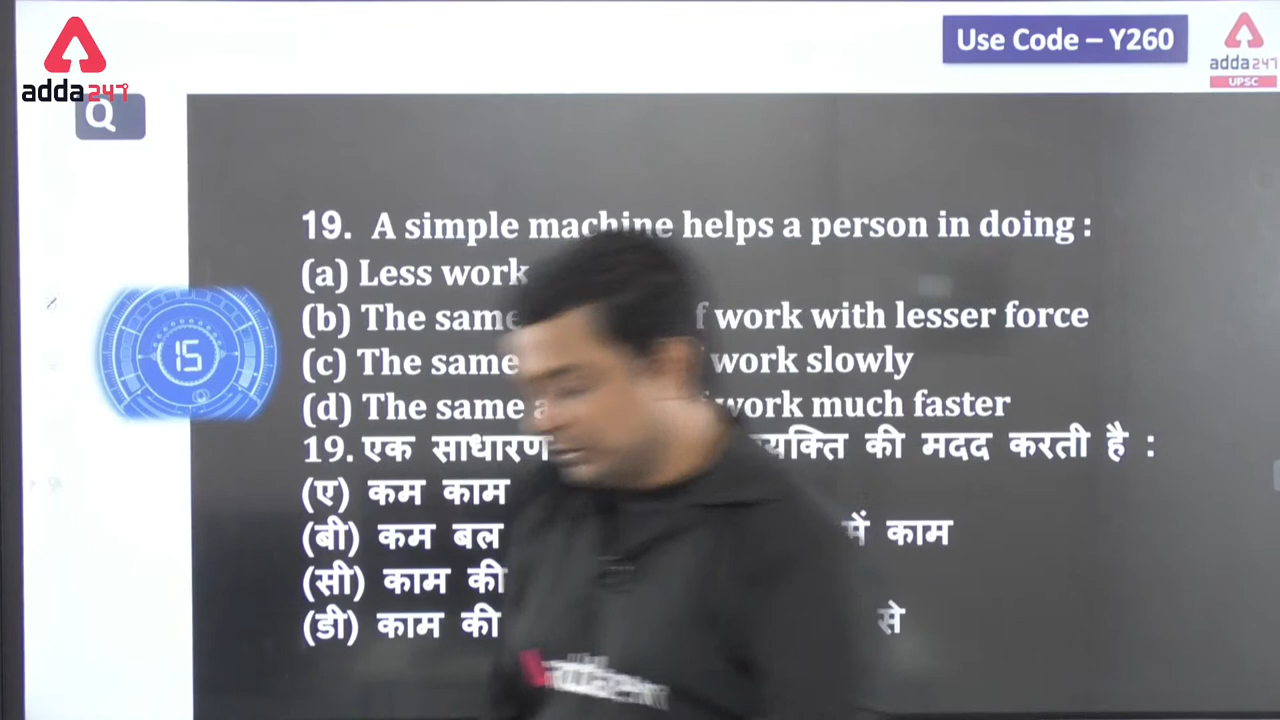 adda247
Use Code – Y260
adda247
UPSC
Q
19. A simple machine helps a person in doing :
(a) Less work
(b) The same work with lesser force
(c) The same work slowly
(d) The same work much faster
19. एक साधारण की मदद करती है :
(ए) कम काम
(बी) कम बल में काम
(सी) काम की
(डी) काम की से
15